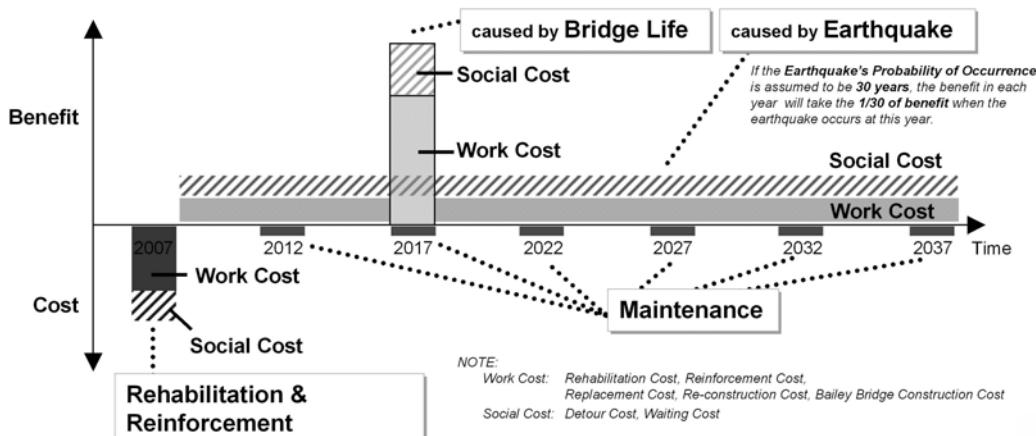 caused by Bridge Life
caused by Earthquake
If the Earthquake's Probability of Occurrence
is assumed to be 30 years, the benefit in each
year will take the 1/30 of benefit when the
earthquake occurs at this year.
Social Cost
Benefit
Work Cost
Social Cost
Work Cost
2007
2012
2017
2022
2027
2032
2037
Time
Work Cost
Cost
Maintenance
Social Cost
NOTE:
Work Cost: Rehabilitation Cost, Reinforcement Cost,
Replacement Cost, Re-construction Cost, Bailey Bridge Construction Cost
Social Cost: Detour Cost, Waiting Cost
Rehabilitation &
Reinforcement